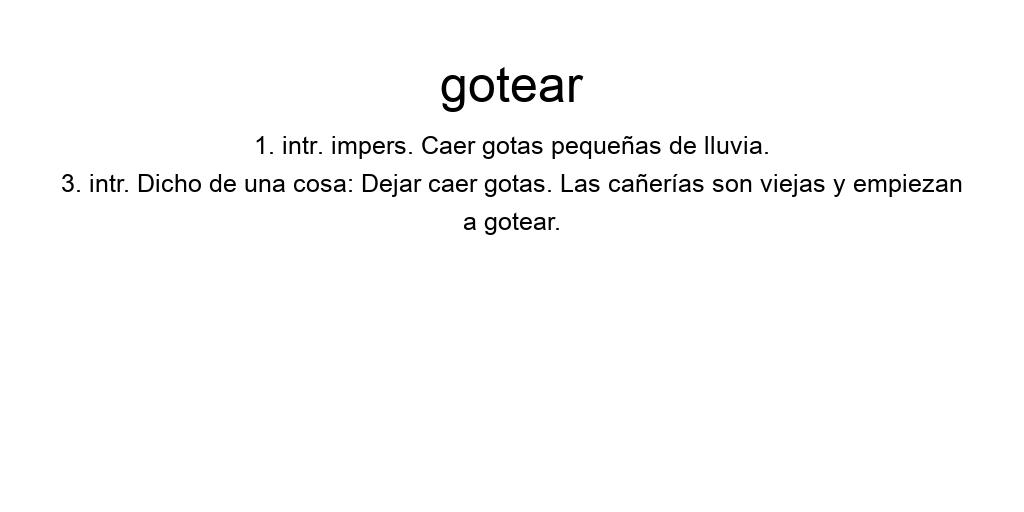 gotear
1. intr. impers. Caer gotas pequeñas de lluvia.
3. intr. Dicho de una cosa: Dejar caer gotas. Las cañerías son viejas y empiezan
a gotear.